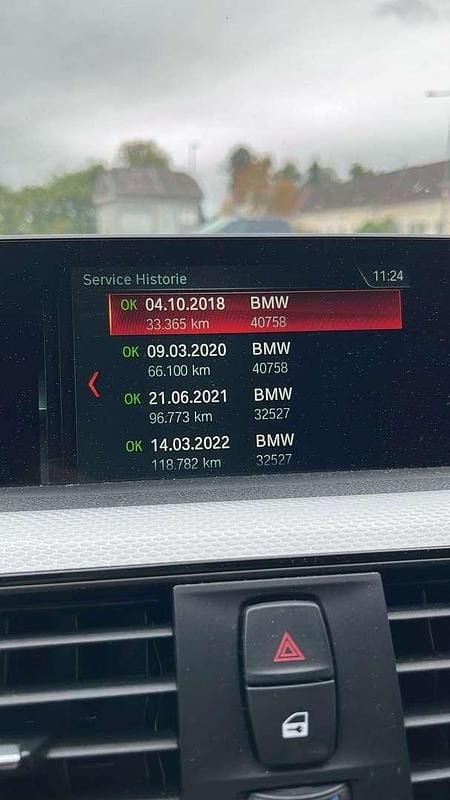 Service Historie 11:24
OK 04.10.2018 BMW
33.365 km 40758
OK 09.03.2020 BMW
66.100 km 40758
OK 21.06.2021 BMW
96.773 km 32527
OK 14.03.2022 BMW
118.782 km 32527